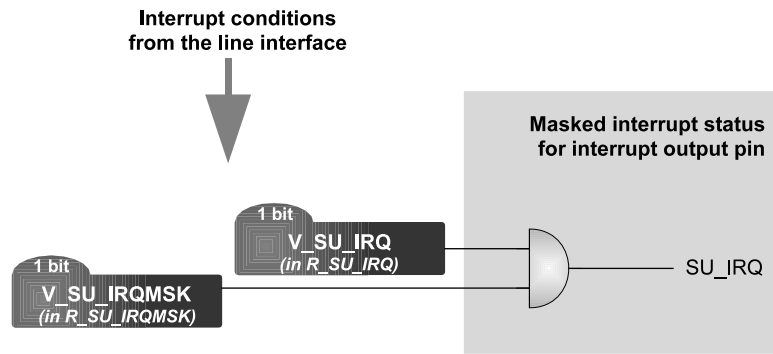 Interrupt conditions
from the line interface
Masked interrupt status
for interrupt output pin
1 bit
V_SU_IRQ
(in R_SU_IRQ)
SU_IRQ
1 bit
V_SU_IRQMSK
(in R_SU_IRQMSK)